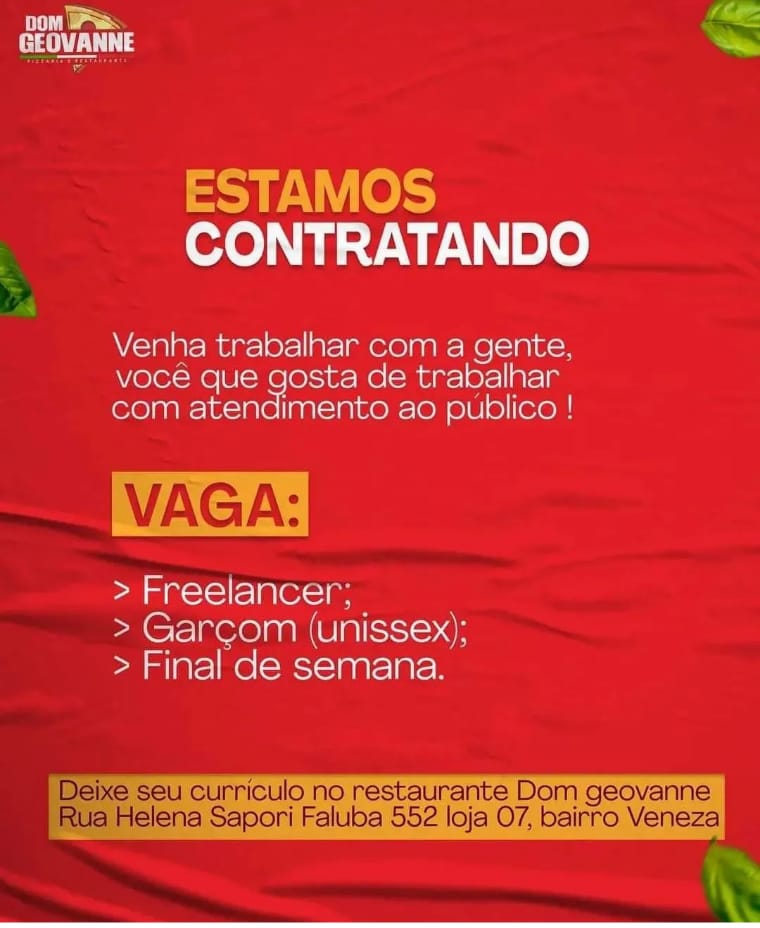 DOM
GEOVANNE
PIZZARIA E RESTAURANTE
ESTAMOS
CONTRATANDO
Venha trabalhar com a gente,
você que gosta de trabalhar
com atendimento ao público !
VAGA:
> Freelancer;
> Garçom (unissex);
> Final de semana.
Deixe seu currículo no restaurante Dom geovanne
Rua Helena Sapori Faluba 552 loja 07, bairro Veneza